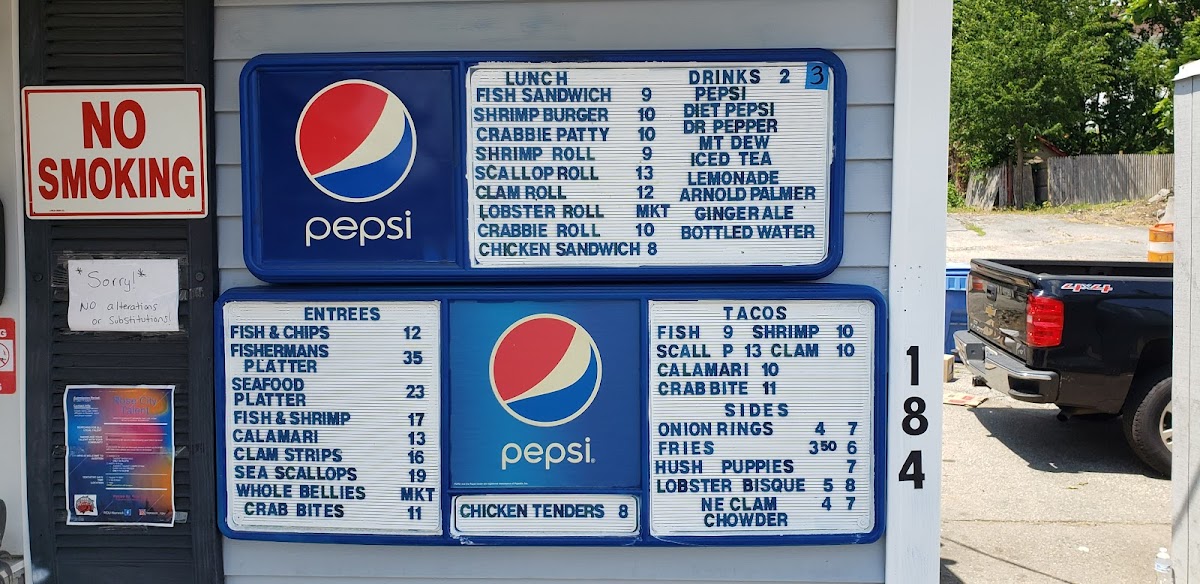 NO
SMOKING
*Sorry!*
NO alterations
or substitutions!
pepsi
LUNCH
FISH SANDWICH 9
SHRIMP BURGER 10
CRABBIE PATTY 10
SHRIMP ROLL 9
SCALLOP ROLL 13
CLAM ROLL 12
LOBSTER ROLL MKT
CRABBIE ROLL 10
CHICKEN SANDWICH 8
DRINKS 2 3
PEPSI
DIET PEPSI
DR PEPPER
MT DEW
ICED TEA
LEMONADE
ARNOLD PALMER
GINGER ALE
BOTTLED WATER
ENTREES
FISH & CHIPS 12
FISHERMANS
PLATTER 35
SEAFOOD
PLATTER 23
FISH & SHRIMP 17
CALAMARI 13
CLAM STRIPS 16
SEA SCALLOPS 19
WHOLE BELLIES MKT
CRAB BITES 11
pepsi
CHICKEN TENDERS 8
TACOS
FISH 9 SHRIMP 10
SCALL P 13 CLAM 10
CALAMARI 10
CRABBITE 11
SIDES
ONION RINGS 4 7
FRIES 3.50 6
HUSH PUPPIES 7
LOBSTER BISQUE 5 8
NE CLAM 4 7
CHOWDER
184
4X4